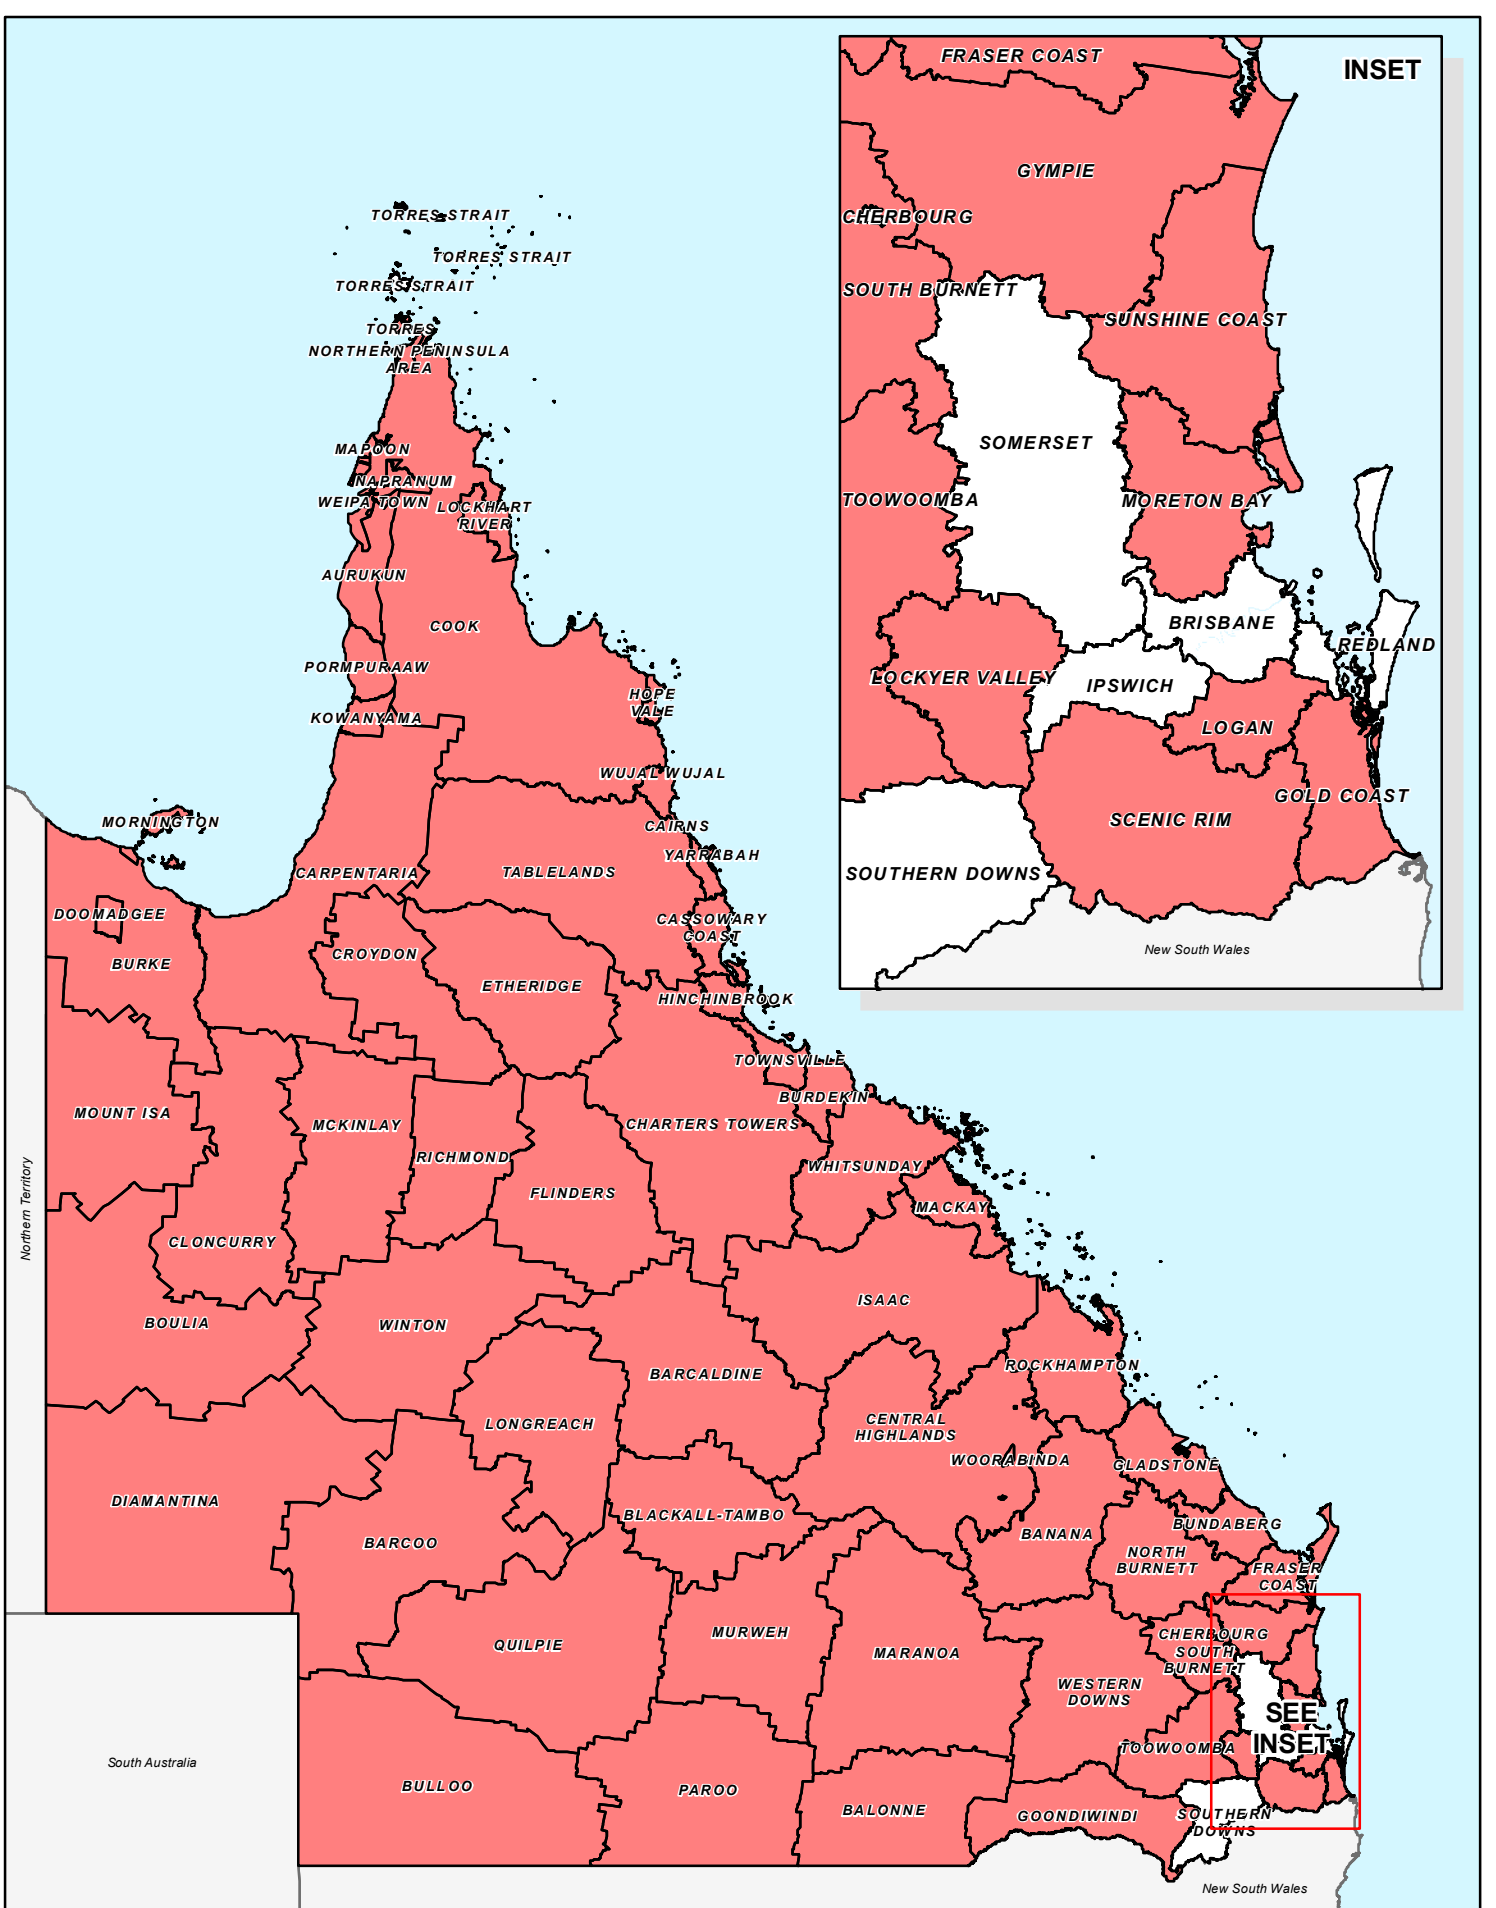 INSET
FRASER COAST
GYMPIE
CHERBOURG
SOUTH BURNETT
SUNSHINE COAST
SOMERSET
TOOWOOMBA
MORETON BAY
BRISBANE
REDLAND
LOCKYER VALLEY
IPSWICH
LOGAN
GOLD COAST
SCENIC RIM
SOUTHERN DOWNS
New South Wales
TORRES STRAIT
TORRES STRAIT
TORRES STRAIT
TORRES
NORTHERN PENINSULA
AREA
MAPOON
NAPRANUM
WEIPA TOWN
LOCKHART
RIVER
AURUKUN
COOK
PORMPURAAW
HOPE
VALE
KOWANYAMA
WUJAL WUJAL
MORNINGTON
CAIRNS
YARRABAH
CARPENTARIA
TABLELANDS
DOOMADGEE
CASSOWARY
COAST
BURKE
CROYDON
ETHERIDGE
HINCHINBROOK
TOWNSVILLE
BURDEKIN
MOUNT ISA
MCKINLAY
CHARTERS TOWERS
RICHMOND
WHITSUNDAY
FLINDERS
MACKAY
Northern Territory
CLONCURRY
ISAAC
BOULIA
WINTON
ROCKHAMPTON
BARCALDINE
LONGREACH
CENTRAL
HIGHLANDS
WOORABINDA
GLADSTONE
DIAMANTINA
BLACKALL-TAMBO
BUNDABERG
BARCOO
BANANA
NORTH
BURNETT
FRASER
COAST
QUILPIE
MURWEH
MARANOA
CHERBOURG
SOUTH
BURNETT
WESTERN
DOWNS
SEE
INSET
TOOWOOMBA
South Australia
BULLOO
PAROO
BALONNE
GOONDIWINDI
SOUTHERN
DOWNS
New South Wales